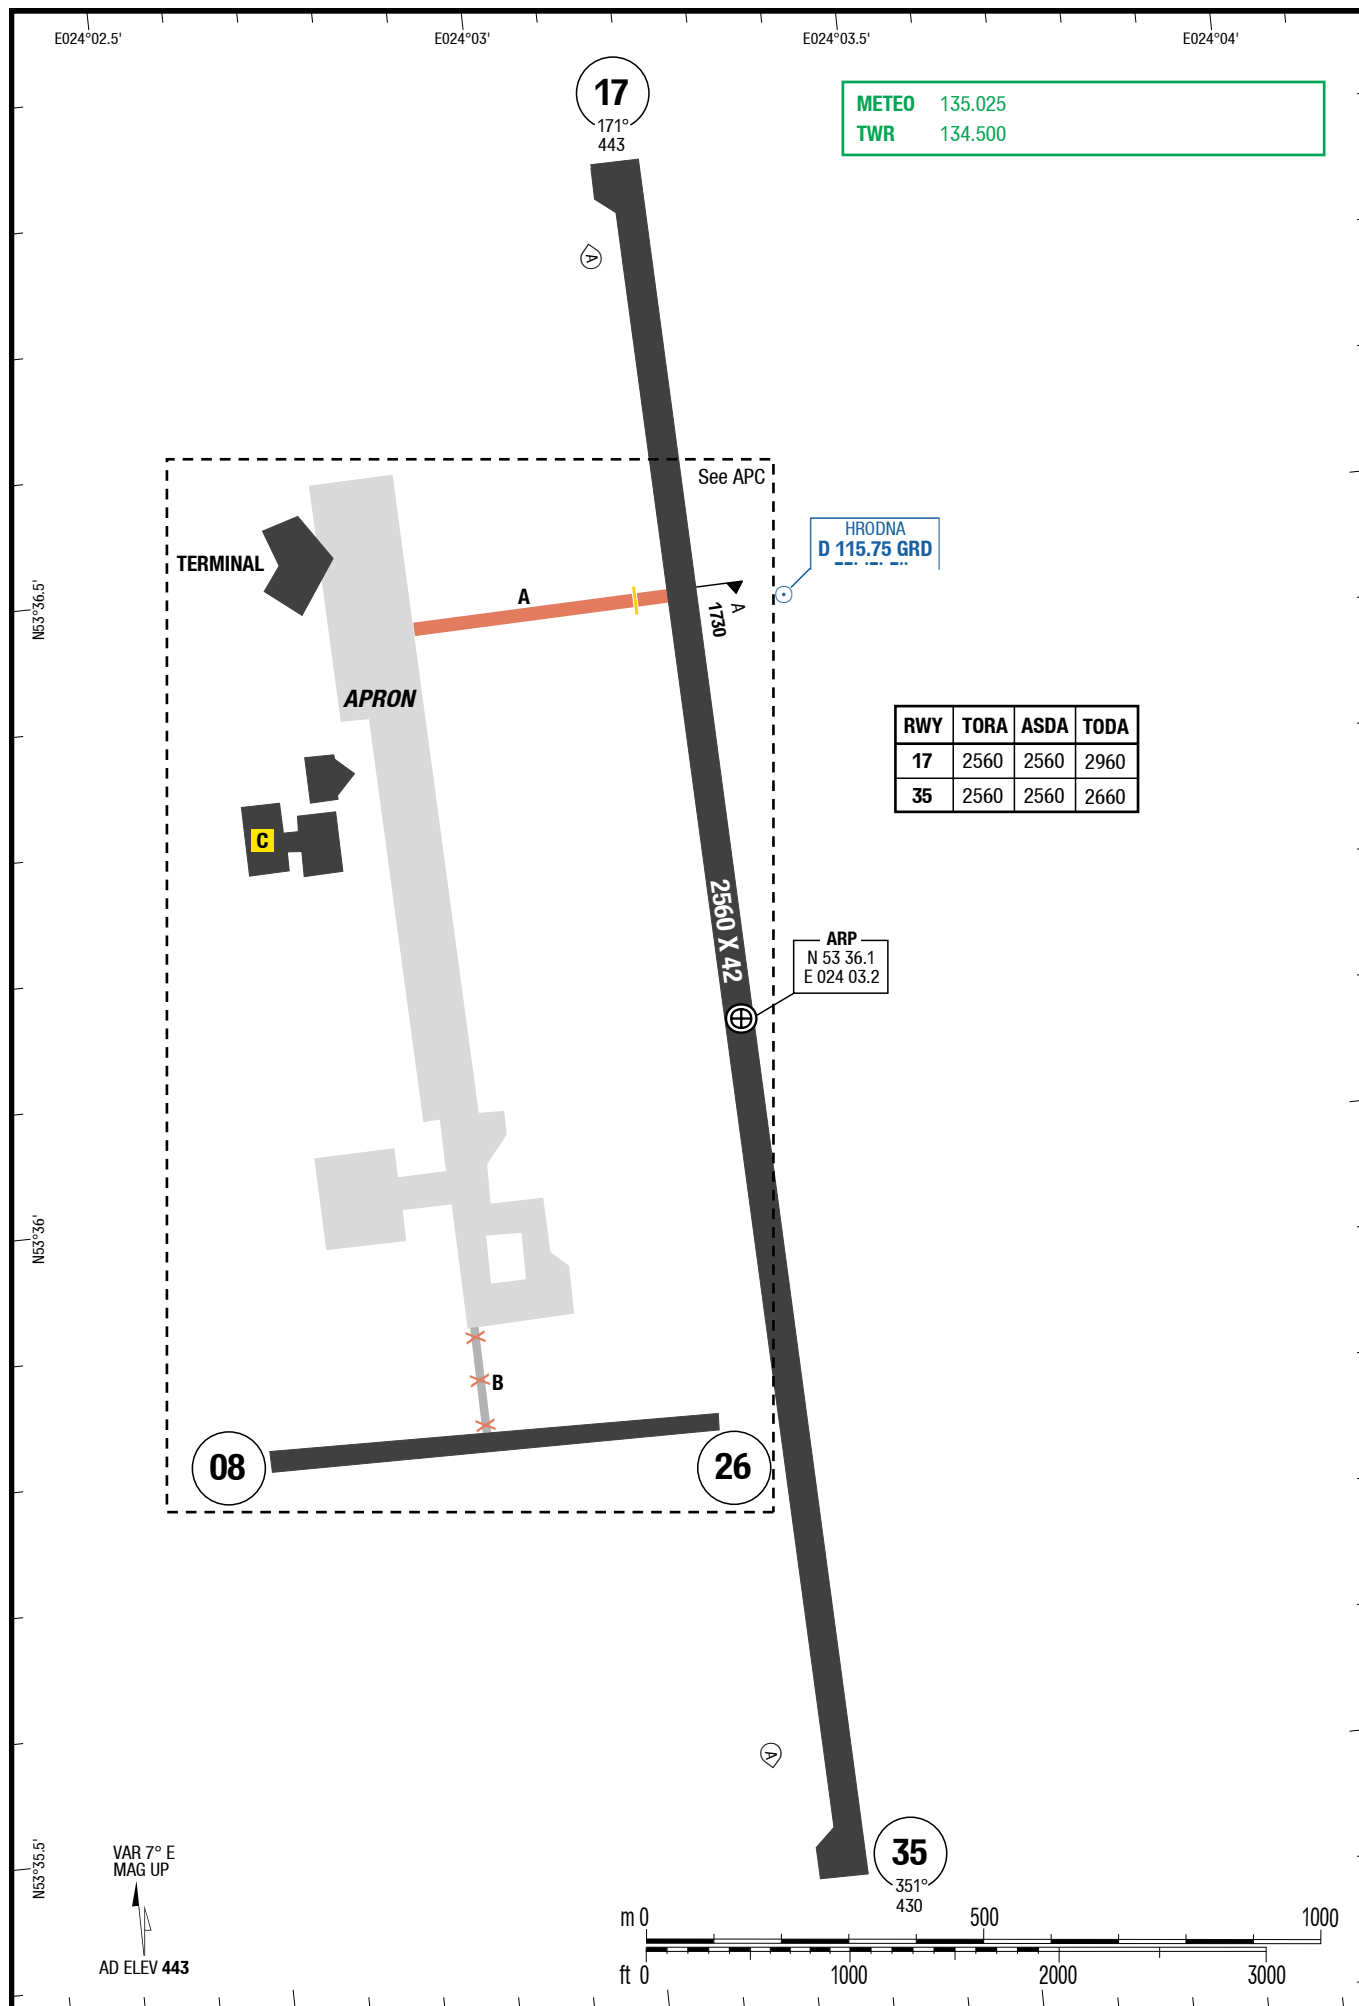 E024°02.5'
E024°03'
E024°03.5'
E024°04'
17
171°
443
METEO 135.025
TWR 134.500
A
See APC
HRODNA
D 115.75 GRD
TERMINAL
A
A
1730
N53°36.5'
APRON
RWY TORA ASDA TODA
17 2560 2560 2960
35 2560 2560 2660
C
2560 X 42
ARP
N 53 36.1
E 024 03.2
N53°36'
B
08
26
A
35
351°
430
N53°35.5'
VAR 7° E
MAG UP
AD ELEV 443
m 0 500 1000
ft 0 1000 2000 3000